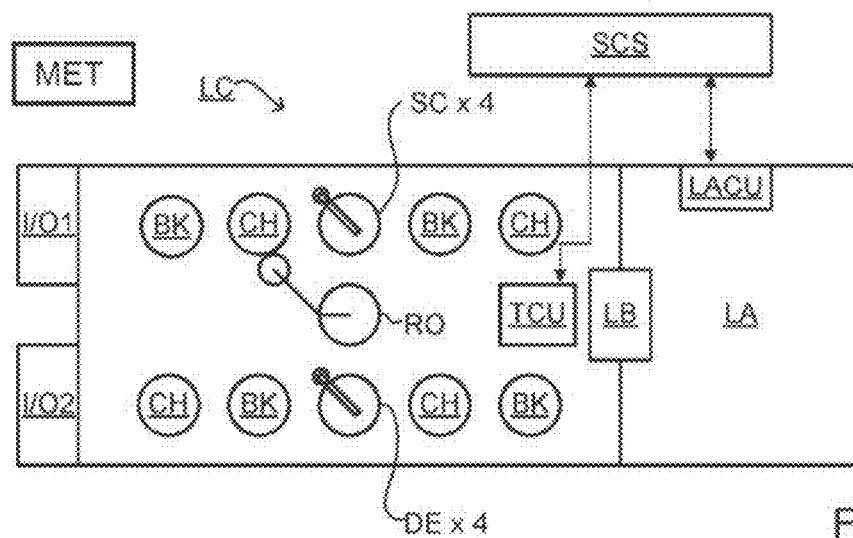 SCS
MET
LC
SC x 4
LACU
I/O1
BK
CH
BK
CH
RO
TCU
LB
LA
I/O2
CH
BK
CH
BK
DE x 4
F